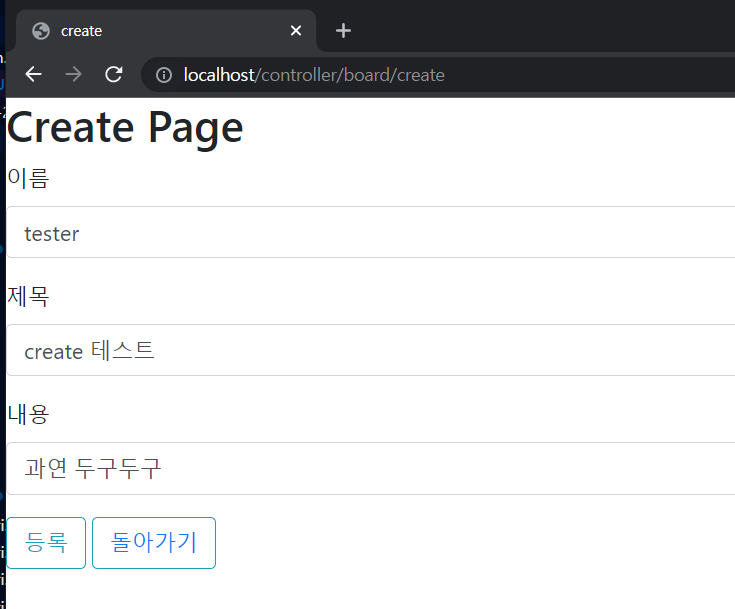 create
localhost/controller/board/create
Create Page
이름
tester
제목
create 테스트
내용
과연 두구두구
등록 돌아가기